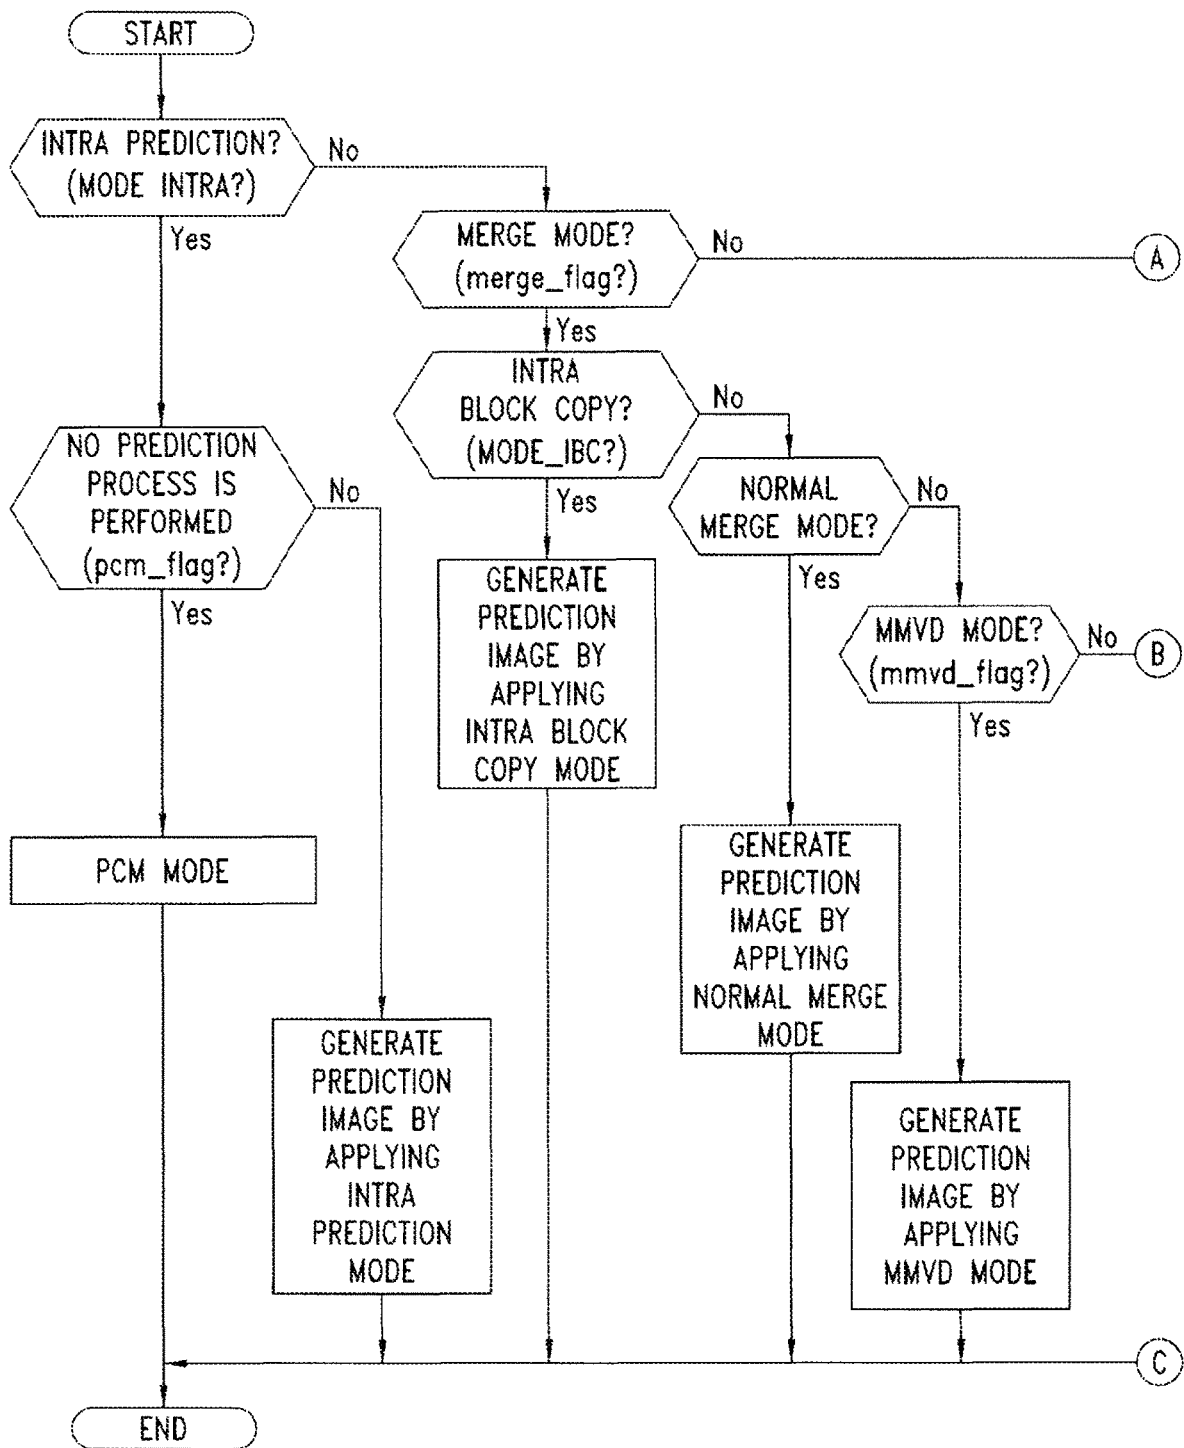 START
INTRA PREDICTION?
(MODE INTRA?)
No
Yes
MERGE MODE?
(merge_flag?)
No
A
Yes
INTRA
BLOCK COPY?
(MODE_IBC?)
No
Yes
NO PREDICTION
PROCESS IS
PERFORMED
(pcm_flag?)
No
Yes
NORMAL
MERGE MODE?
No
Yes
GENERATE
PREDICTION
IMAGE BY
APPLYING
INTRA BLOCK
COPY MODE
MMVD MODE?
(mmvd_flag?)
No
B
Yes
PCM MODE
GENERATE
PREDICTION
IMAGE BY
APPLYING
NORMAL MERGE
MODE
GENERATE
PREDICTION
IMAGE BY
APPLYING
INTRA
PREDICTION
MODE
GENERATE
PREDICTION
IMAGE BY
APPLYING
MMVD MODE
C
END